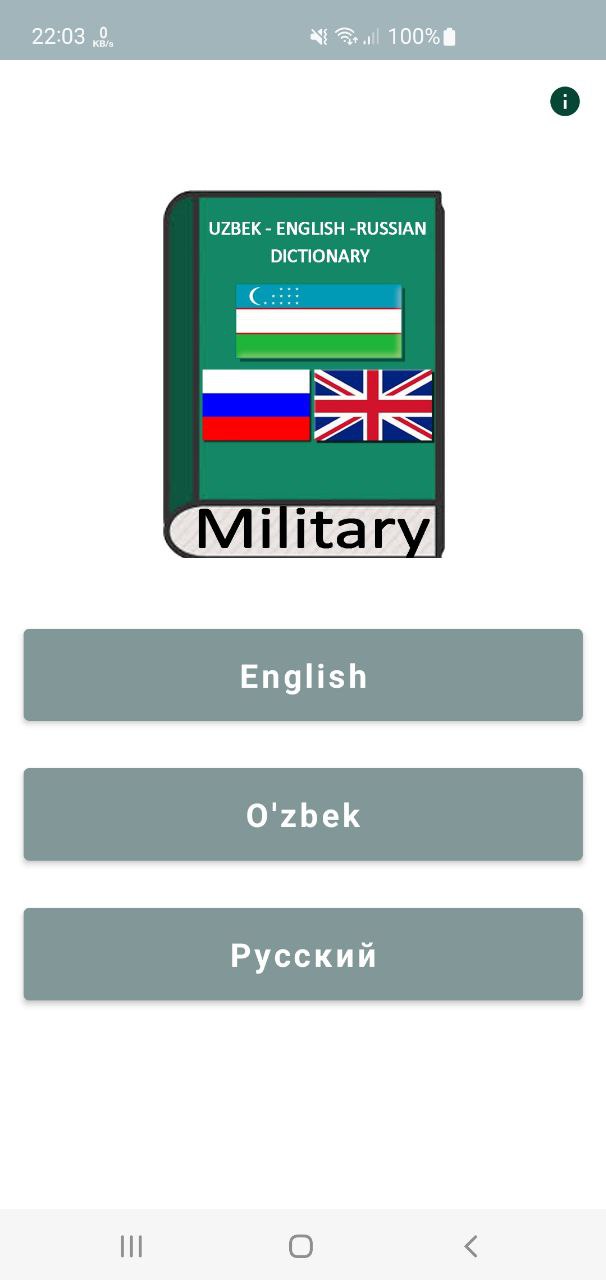 22:03 0 KB/s 100%
i
UZBEK - ENGLISH -RUSSIAN
DICTIONARY
Military
English
O'zbek
Русский